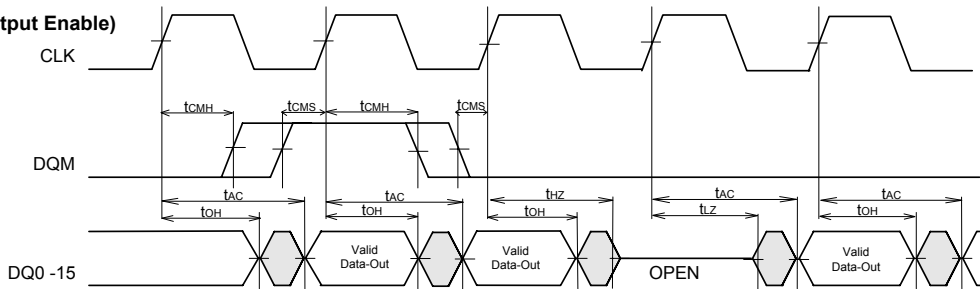 tput Enable)
CLK
tCMH
tCMS
tCMH
tCMS
DQM
tAC
tAC
tHZ
tAC
tAC
tOH
tOH
tOH
tLZ
tOH
DQ0 -15
Valid
Data-Out
Valid
Data-Out
OPEN
Valid
Data-Out